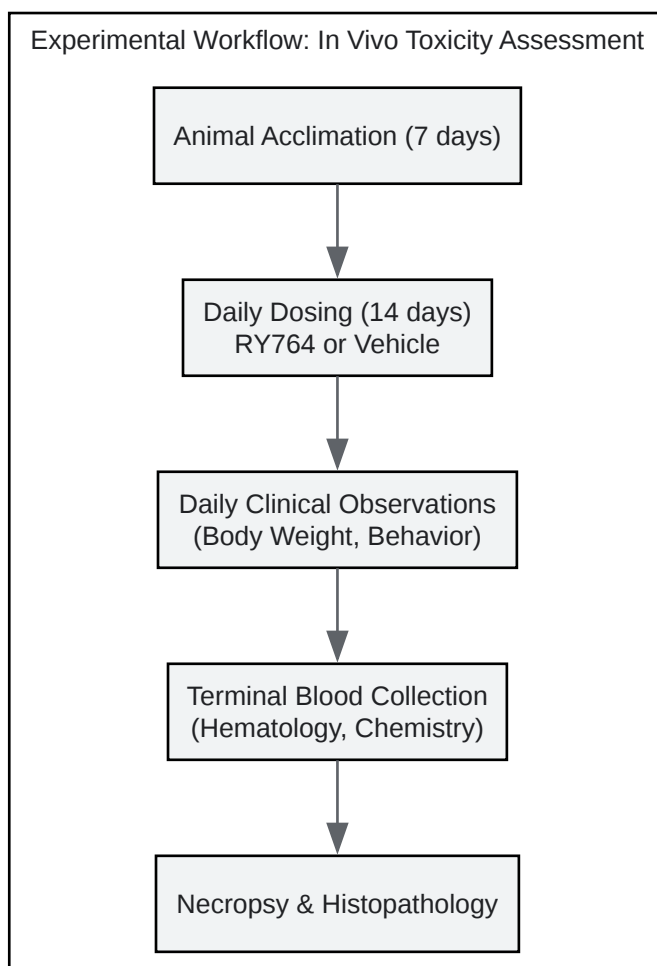 Experimental Workflow: In Vivo Toxicity Assessment
Animal Acclimation (7 days)
Daily Dosing (14 days)
RY764 or Vehicle
Daily Clinical Observations
(Body Weight, Behavior)
Terminal Blood Collection
(Hematology, Chemistry)
Necropsy & Histopathology